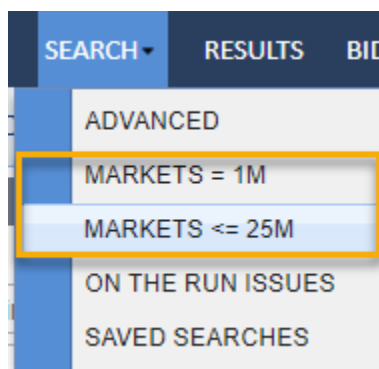 SEARCH RESULTS
ADVANCED
MARKETS = 1M
MARKETS <= 25M
ON THE RUN ISSUES
SAVED SEARCHES